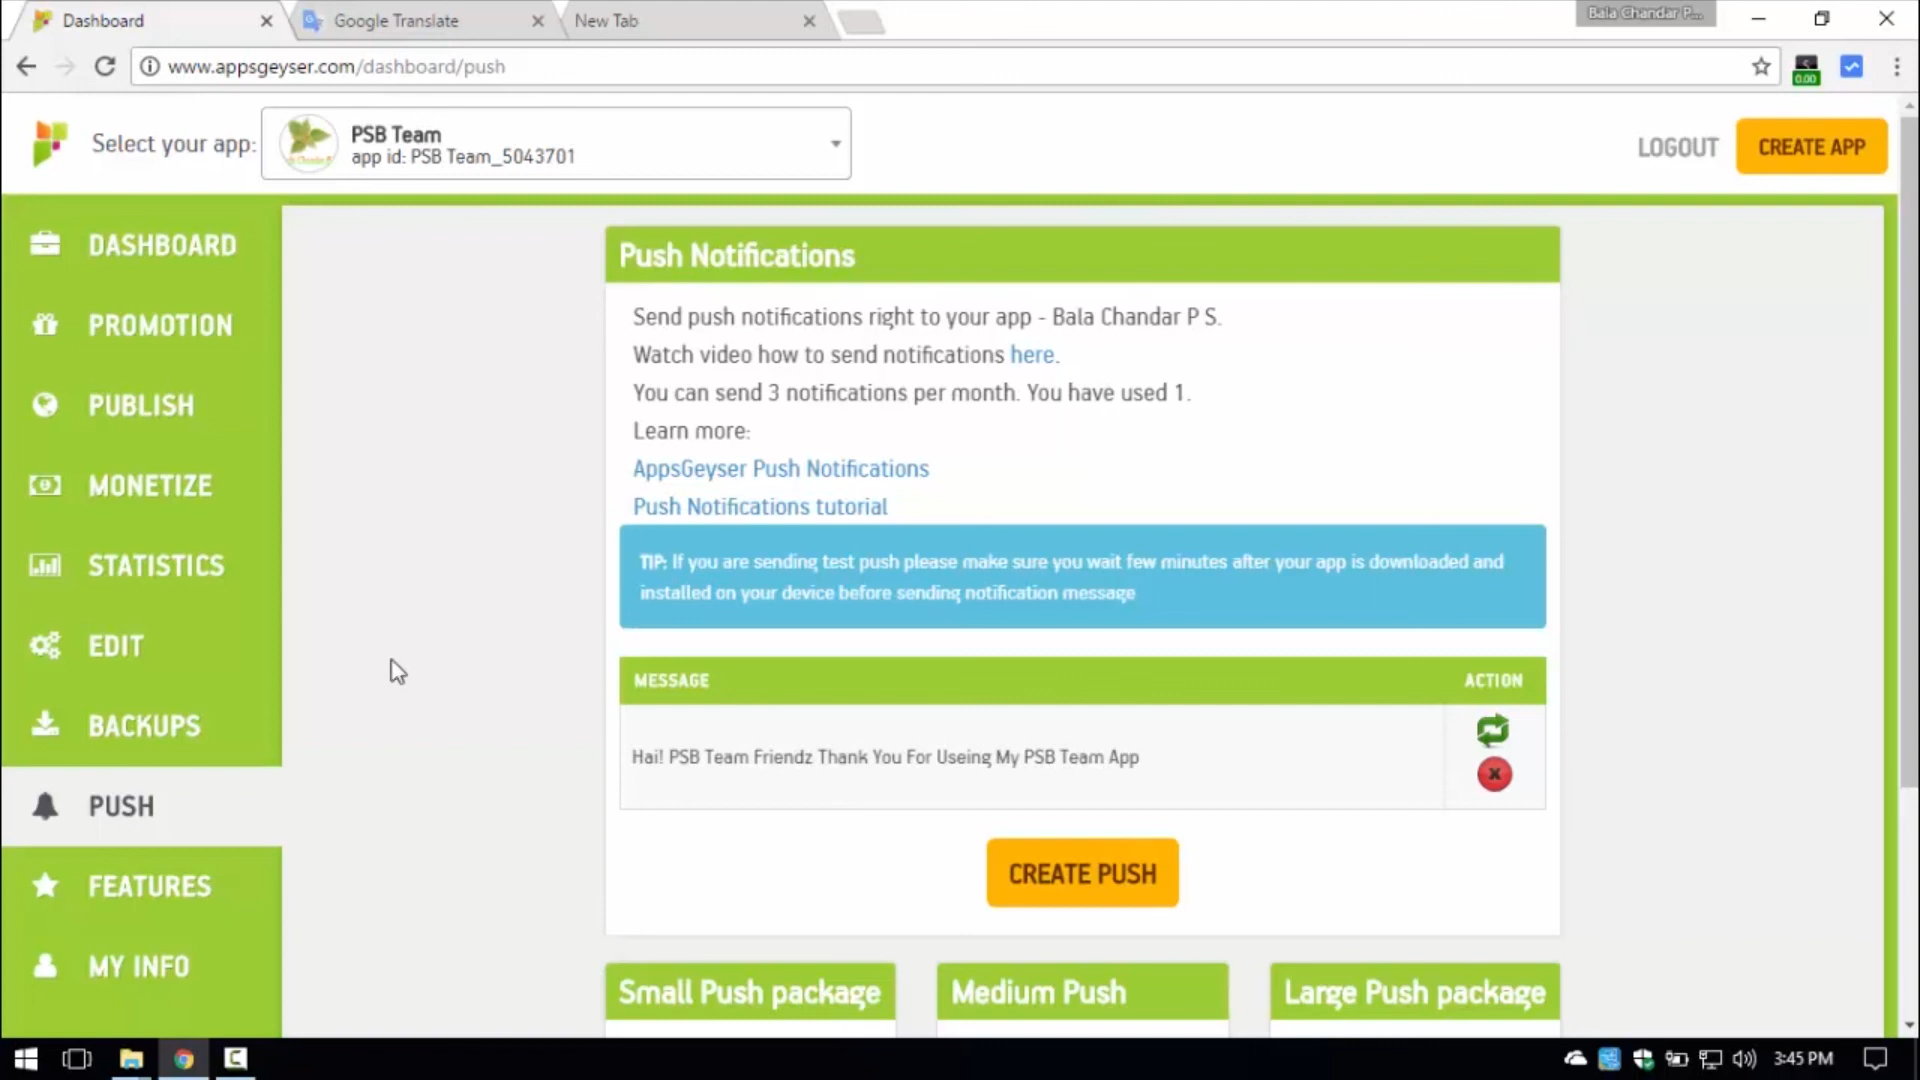 Dashboard
Google Translate
New Tab
Bala Chandar P...
www.appsgeyser.com/dashboard/push
0.00
Select your app:
PSB Team
app id: PSB Team_5043701
LOGOUT
CREATE APP
DASHBOARD
PROMOTION
PUBLISH
MONETIZE
STATISTICS
EDIT
BACKUPS
PUSH
FEATURES
MY INFO
Push Notifications
Send push notifications right to your app - Bala Chandar P S.
Watch video how to send notifications here.
You can send 3 notifications per month. You have used 1.
Learn more:
AppsGeyser Push Notifications
Push Notifications tutorial
TIP: If you are sending test push please make sure you wait few minutes after your app is downloaded and
installed on your device before sending notification message
MESSAGE
ACTION
Hai! PSB Team Friendz Thank You For Useing My PSB Team App
CREATE PUSH
Small Push package
Medium Push
Large Push package
3:45 PM